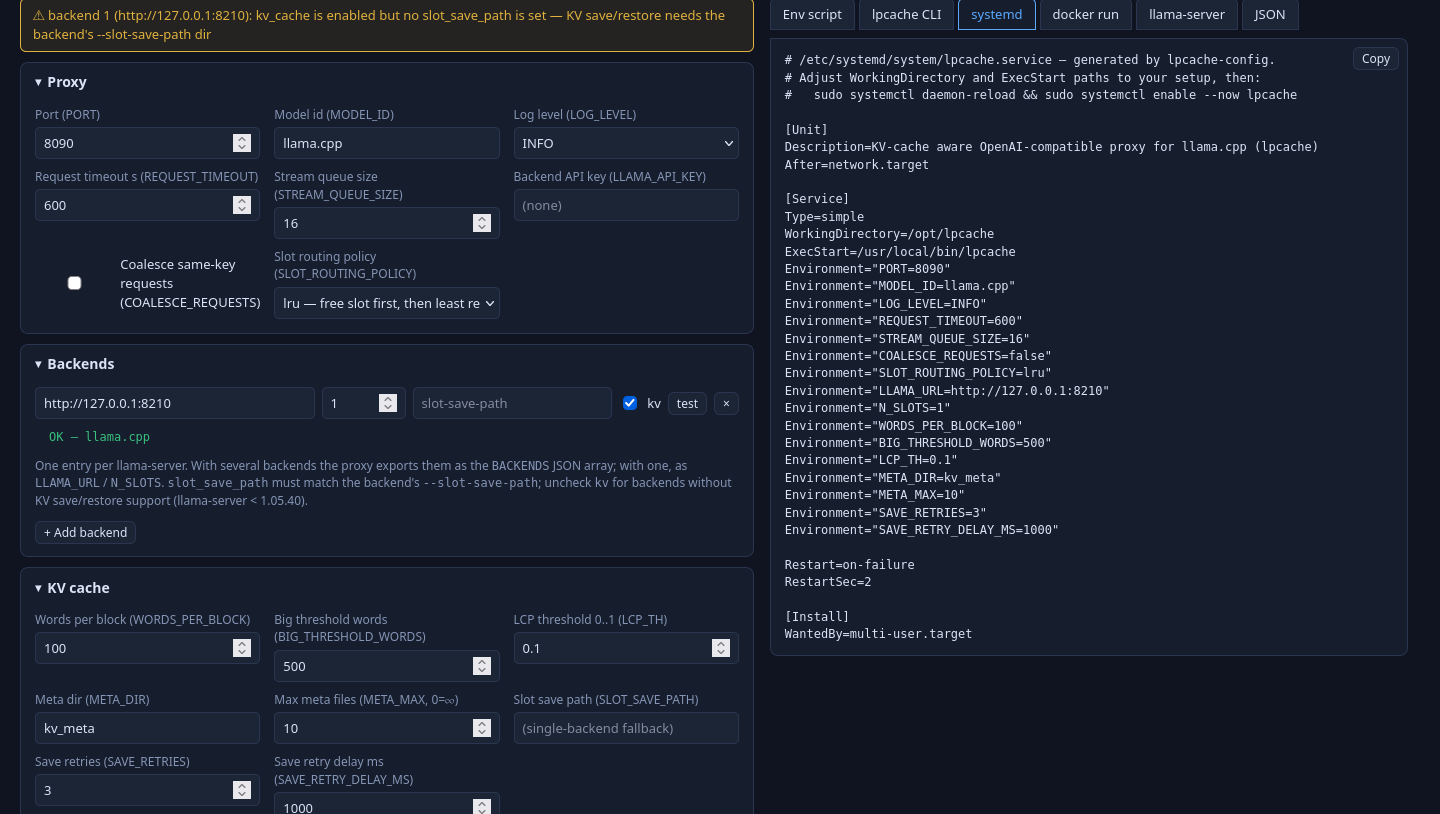 ⚠ backend 1 (http://127.0.0.1:8210): kv_cache is enabled but no slot_save_path is set — KV save/restore needs the
backend's --slot-save-path dir
▾ Proxy
Port (PORT)
Model id (MODEL_ID)
Log level (LOG_LEVEL)
8090
llama.cpp
INFO
Request timeout s (REQUEST_TIMEOUT)
Stream queue size
(STREAM_QUEUE_SIZE)
Backend API key (LLAMA_API_KEY)
600
16
(none)
Coalesce same-key
requests
(COALESCE_REQUESTS)
Slot routing policy
(SLOT_ROUTING_POLICY)
lru — free slot first, then least re
▾ Backends
http://127.0.0.1:8210
1
slot-save-path
kv
test
×
OK — llama.cpp
One entry per llama-server. With several backends the proxy exports them as the BACKENDS JSON array; with one, as
LLAMA_URL / N_SLOTS. slot_save_path must match the backend's --slot-save-path; uncheck kv for backends without
KV save/restore support (llama-server < 1.05.40).
+ Add backend
▾ KV cache
Words per block (WORDS_PER_BLOCK)
Big threshold words
(BIG_THRESHOLD_WORDS)
LCP threshold 0..1 (LCP_TH)
100
500
0.1
Meta dir (META_DIR)
Max meta files (META_MAX, 0=∞)
Slot save path (SLOT_SAVE_PATH)
kv_meta
10
(single-backend fallback)
Save retries (SAVE_RETRIES)
Save retry delay ms
(SAVE_RETRY_DELAY_MS)
3
1000
Env script
lpcache CLI
systemd
docker run
llama-server
JSON
Copy
# /etc/systemd/system/lpcache.service — generated by lpcache-config.
# Adjust WorkingDirectory and ExecStart paths to your setup, then:
#   sudo systemctl daemon-reload && sudo systemctl enable --now lpcache
[Unit]
Description=KV-cache aware OpenAI-compatible proxy for llama.cpp (lpcache)
After=network.target
[Service]
Type=simple
WorkingDirectory=/opt/lpcache
ExecStart=/usr/local/bin/lpcache
Environment="PORT=8090"
Environment="MODEL_ID=llama.cpp"
Environment="LOG_LEVEL=INFO"
Environment="REQUEST_TIMEOUT=600"
Environment="STREAM_QUEUE_SIZE=16"
Environment="COALESCE_REQUESTS=false"
Environment="SLOT_ROUTING_POLICY=lru"
Environment="LLAMA_URL=http://127.0.0.1:8210"
Environment="N_SLOTS=1"
Environment="WORDS_PER_BLOCK=100"
Environment="BIG_THRESHOLD_WORDS=500"
Environment="LCP_TH=0.1"
Environment="META_DIR=kv_meta"
Environment="META_MAX=10"
Environment="SAVE_RETRIES=3"
Environment="SAVE_RETRY_DELAY_MS=1000"
Restart=on-failure
RestartSec=2
[Install]
WantedBy=multi-user.target